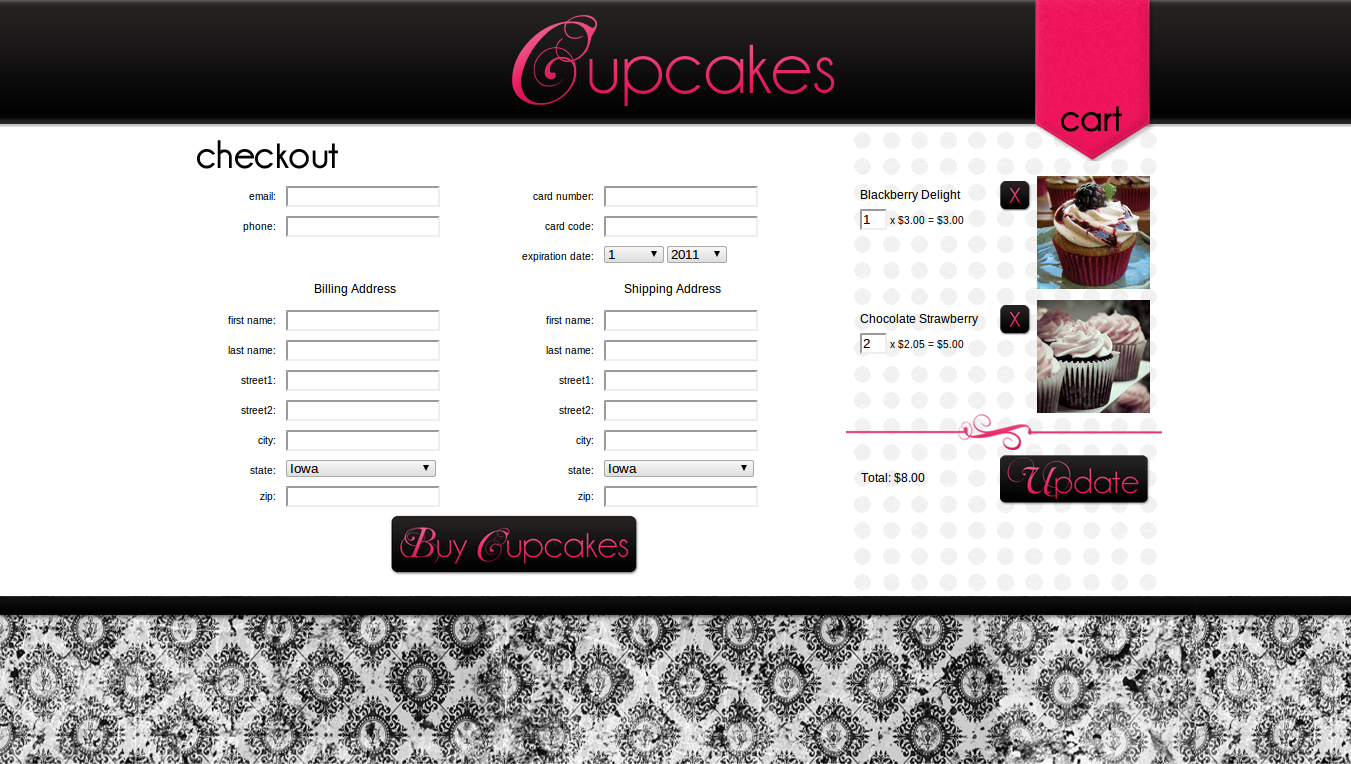 Cupcakes
cart
checkout
email:
phone:
card number:
card code:
expiration date: 1 2011
Billing Address
first name:
last name:
street1:
street2:
city:
state: Iowa
zip:
Shipping Address
first name:
last name:
street1:
street2:
city:
state: Iowa
zip:
Buy Cupcakes
Blackberry Delight X
1 x $3.00 = $3.00
Chocolate Strawberry X
2 x $2.05 = $5.00
Total: $8.00
Update